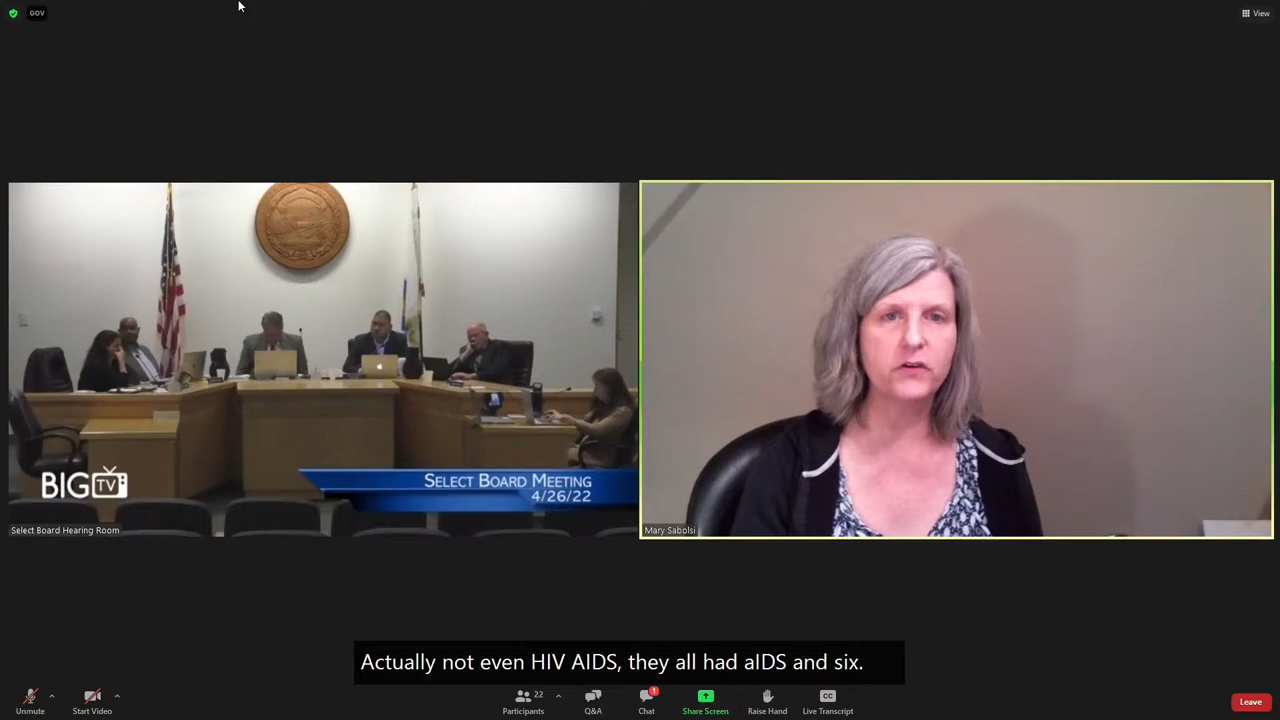 GOV
View
BIG TV
SELECT BOARD MEETING
4/26/22
Select Board Hearing Room
Mary Sabolsi
Actually not even HIV AIDS, they all had aIDS and six.
22
1
CC
Unmute
Start Video
Participants
Q&A
Chat
Share Screen
Raise Hand
Live Transcript
Leave